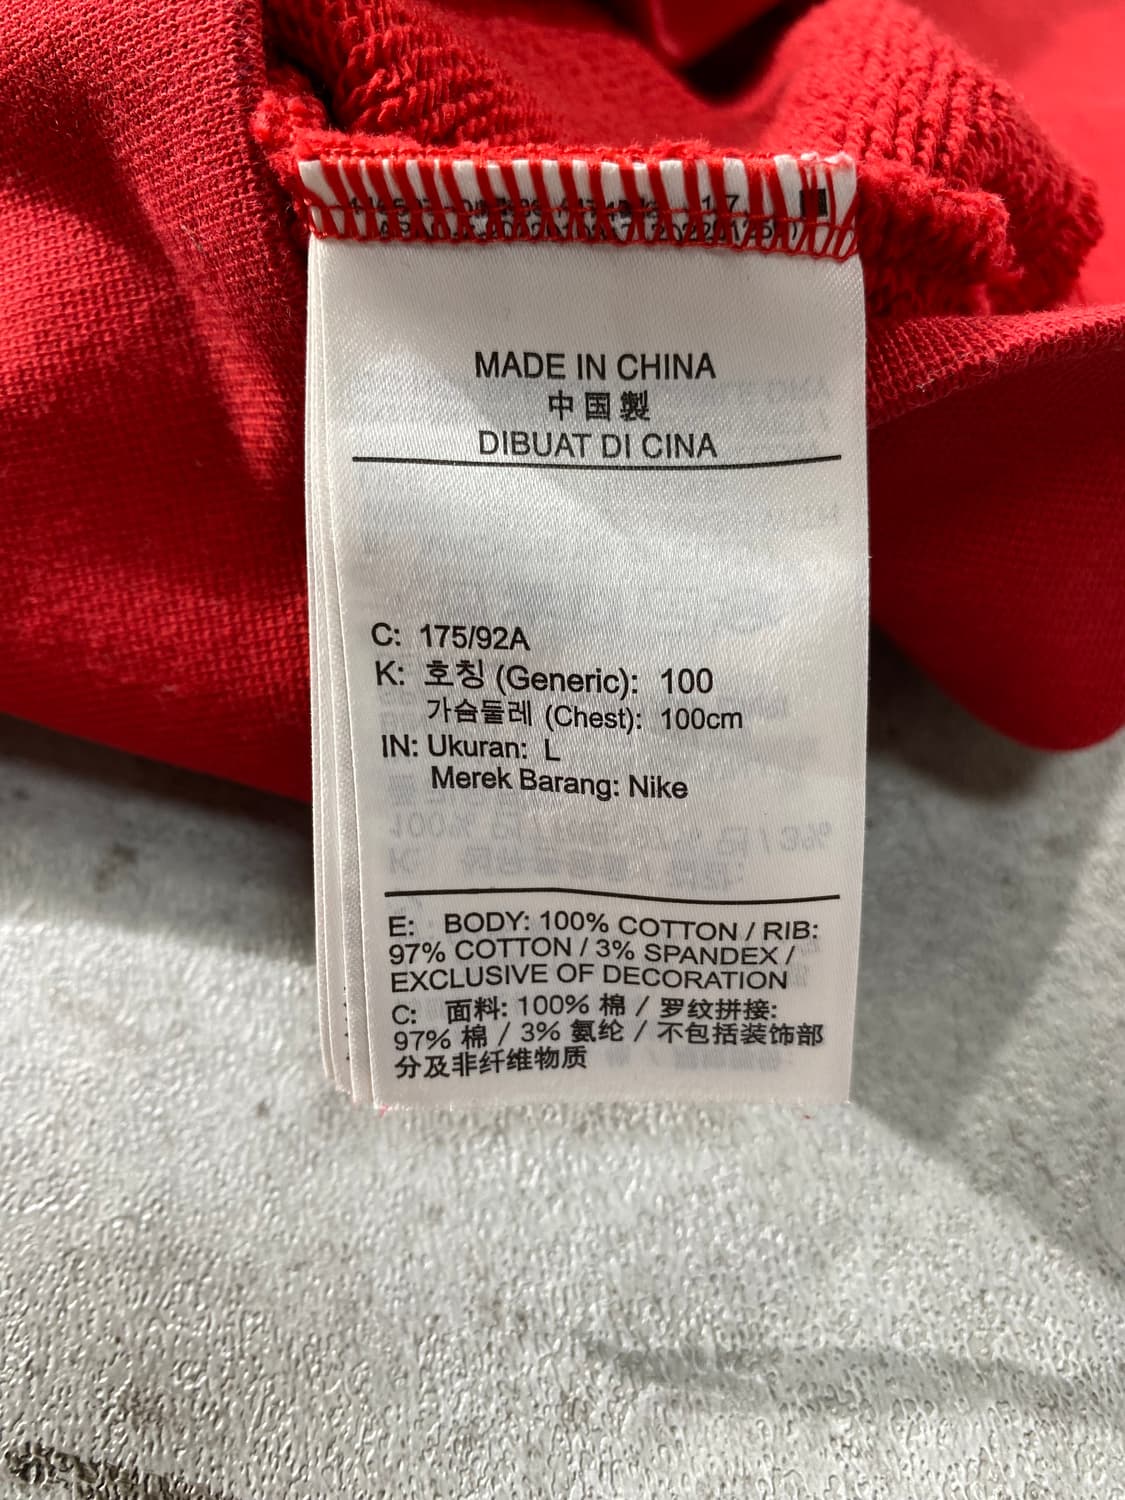 MADE IN CHINA
中国製
DIBUAT DI CINA
C: 175/92A
K: 호칭 (Generic): 100
가슴둘레 (Chest): 100cm
IN: Ukuran: L
Merek Barang: Nike
E: BODY: 100% COTTON / RIB:
97% COTTON / 3% SPANDEX /
EXCLUSIVE OF DECORATION
C: 面料: 100% 棉 / 罗纹拼接:
97% 棉 / 3% 氨纶 / 不包括装饰部
分及非纤维物质